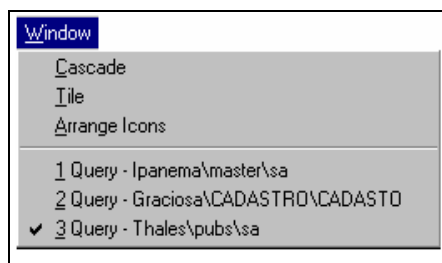 Window
Cascade
Tile
Arrange Icons
1 Query - Ipanema\master\sa
2 Query - Graciosa\CADASTRO\CADASTO
3 Query - Thales\pubs\sa